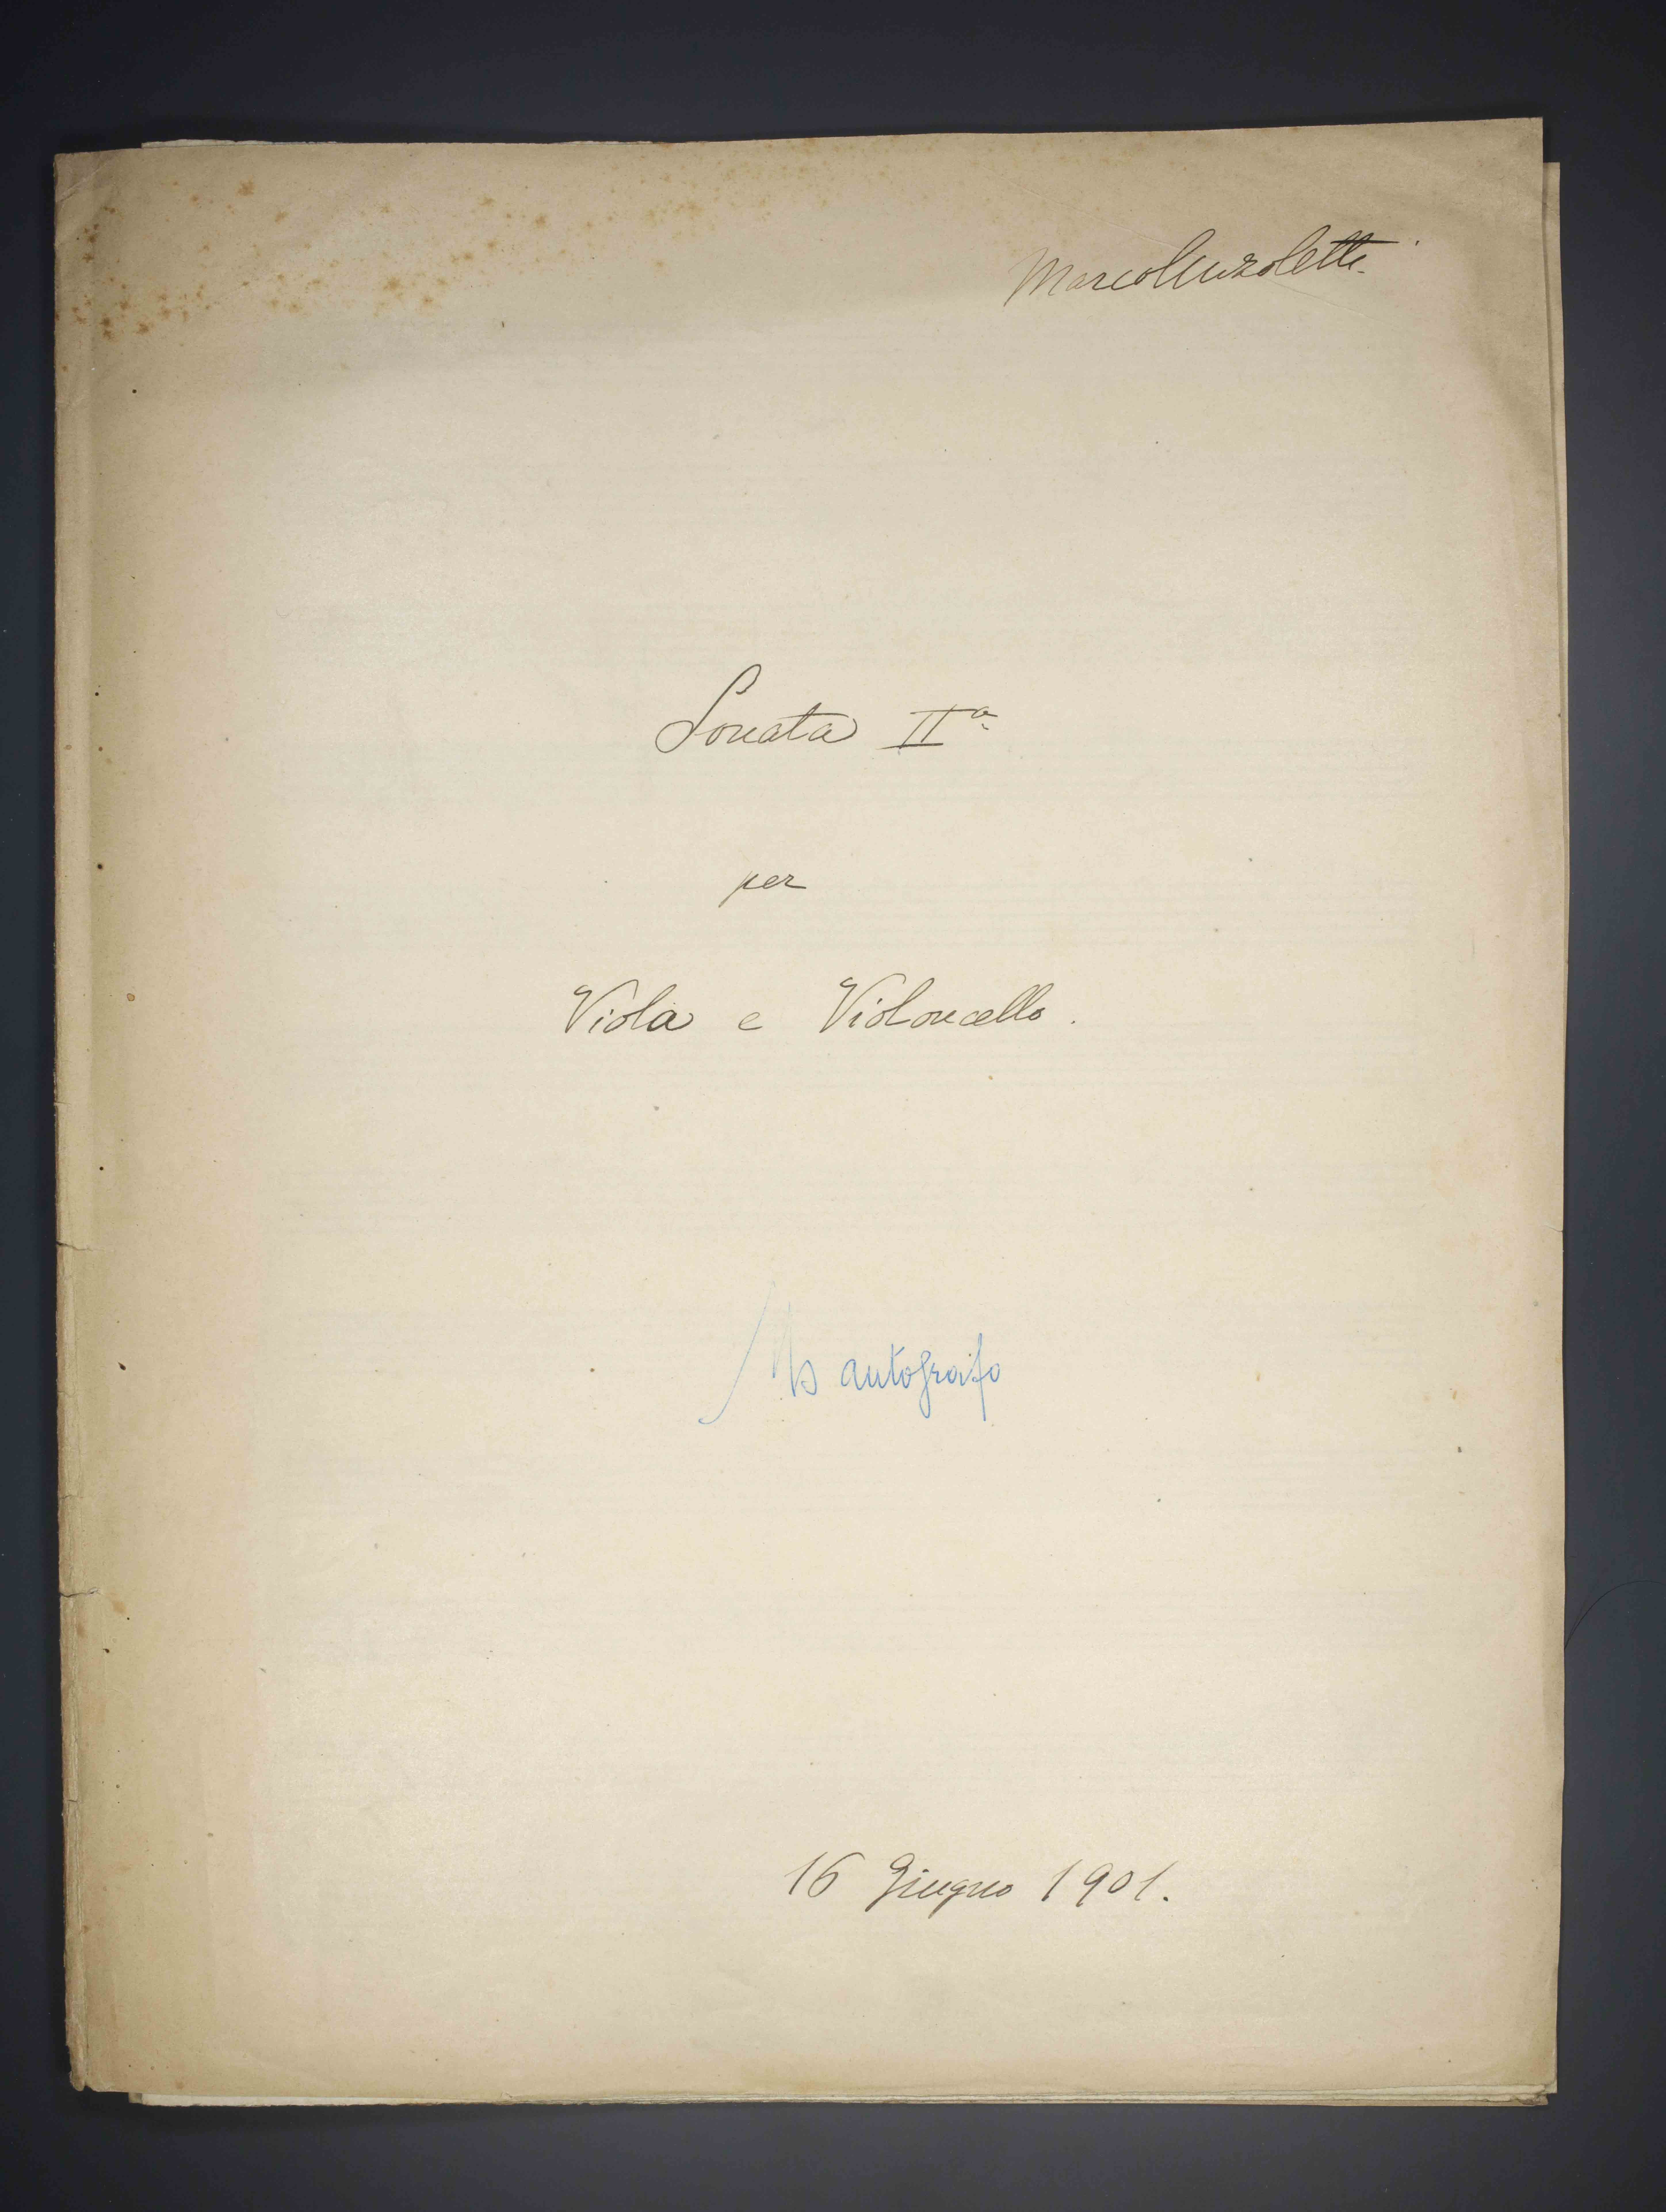 Marco Anzoletti.
Sonata IIª
per
Viola e Violoncello.
Ms autografo
16 Giugno 1901.